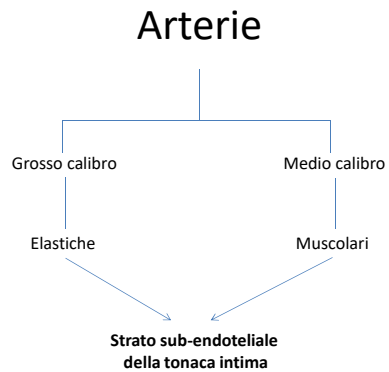 Arterie
Grosso calibro
Medio calibro
Elastiche
Muscolari
Strato sub-endoteliale
della tonaca intima